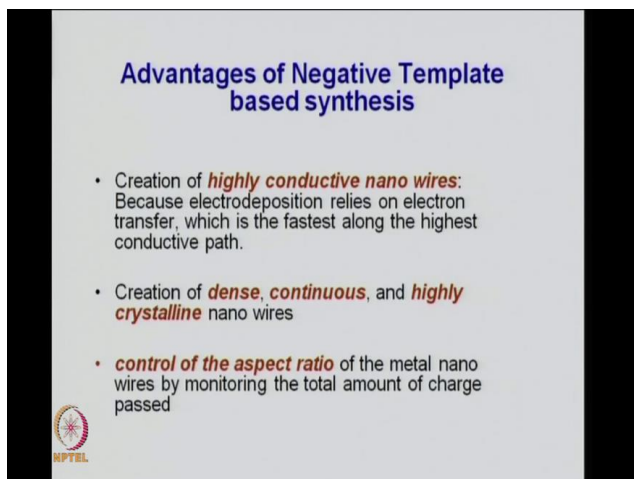 Advantages of Negative Template
based synthesis
• Creation of highly conductive nano wires:
Because electrodeposition relies on electron
transfer, which is the fastest along the highest
conductive path.
• Creation of dense, continuous, and highly
crystalline nano wires
• control of the aspect ratio of the metal nano
wires by monitoring the total amount of charge
passed
NPTEL